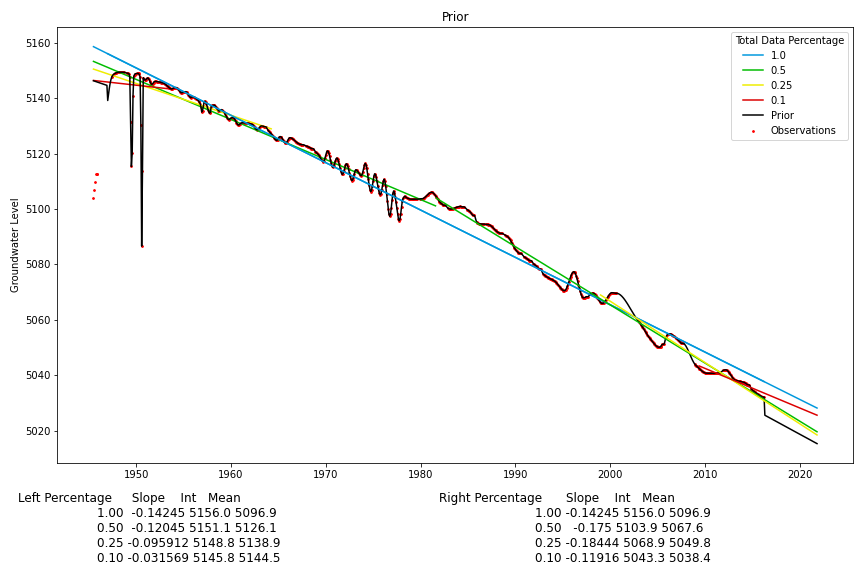 Prior
Total Data Percentage
1.0
0.5
0.25
0.1
Prior
Observations
Groundwater Level
5160
5140
5120
5100
5080
5060
5040
5020
1950 1960 1970 1980 1990 2000 2010 2020
Left Percentage Slope Int Mean
1.00 -0.14245 5156.0 5096.9
0.50 -0.12045 5151.1 5126.1
0.25 -0.095912 5148.8 5138.9
0.10 -0.031569 5145.8 5144.5
Right Percentage Slope Int Mean
1.00 -0.14245 5156.0 5096.9
0.50 -0.175 5103.9 5067.6
0.25 -0.18444 5068.9 5049.8
0.10 -0.11916 5043.3 5038.4